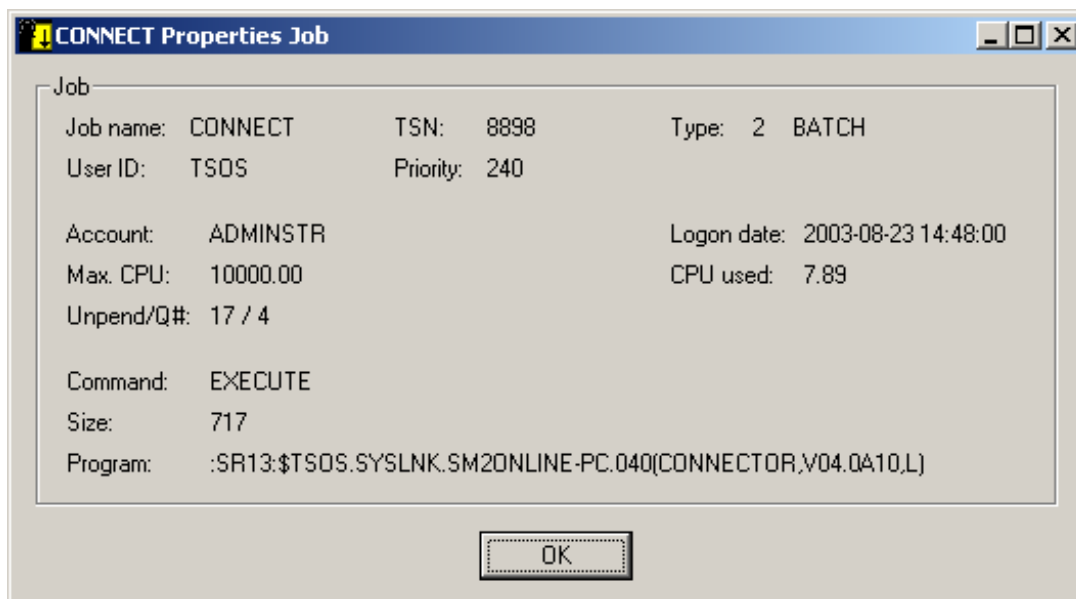 CONNECT Properties Job
Job
Job name: CONNECT TSN: 8898 Type: 2 BATCH
User ID: TSOS Priority: 240
Account: ADMINSTR Logon date: 2003-08-23 14:48:00
Max. CPU: 10000.00 CPU used: 7.89
Unpend/Q#: 17 / 4
Command: EXECUTE
Size: 717
Program: :SR13:$TSOS.SYSLNK.SM2ONLINE-PC.040(CONNECTOR,V04.0A10,L)
OK